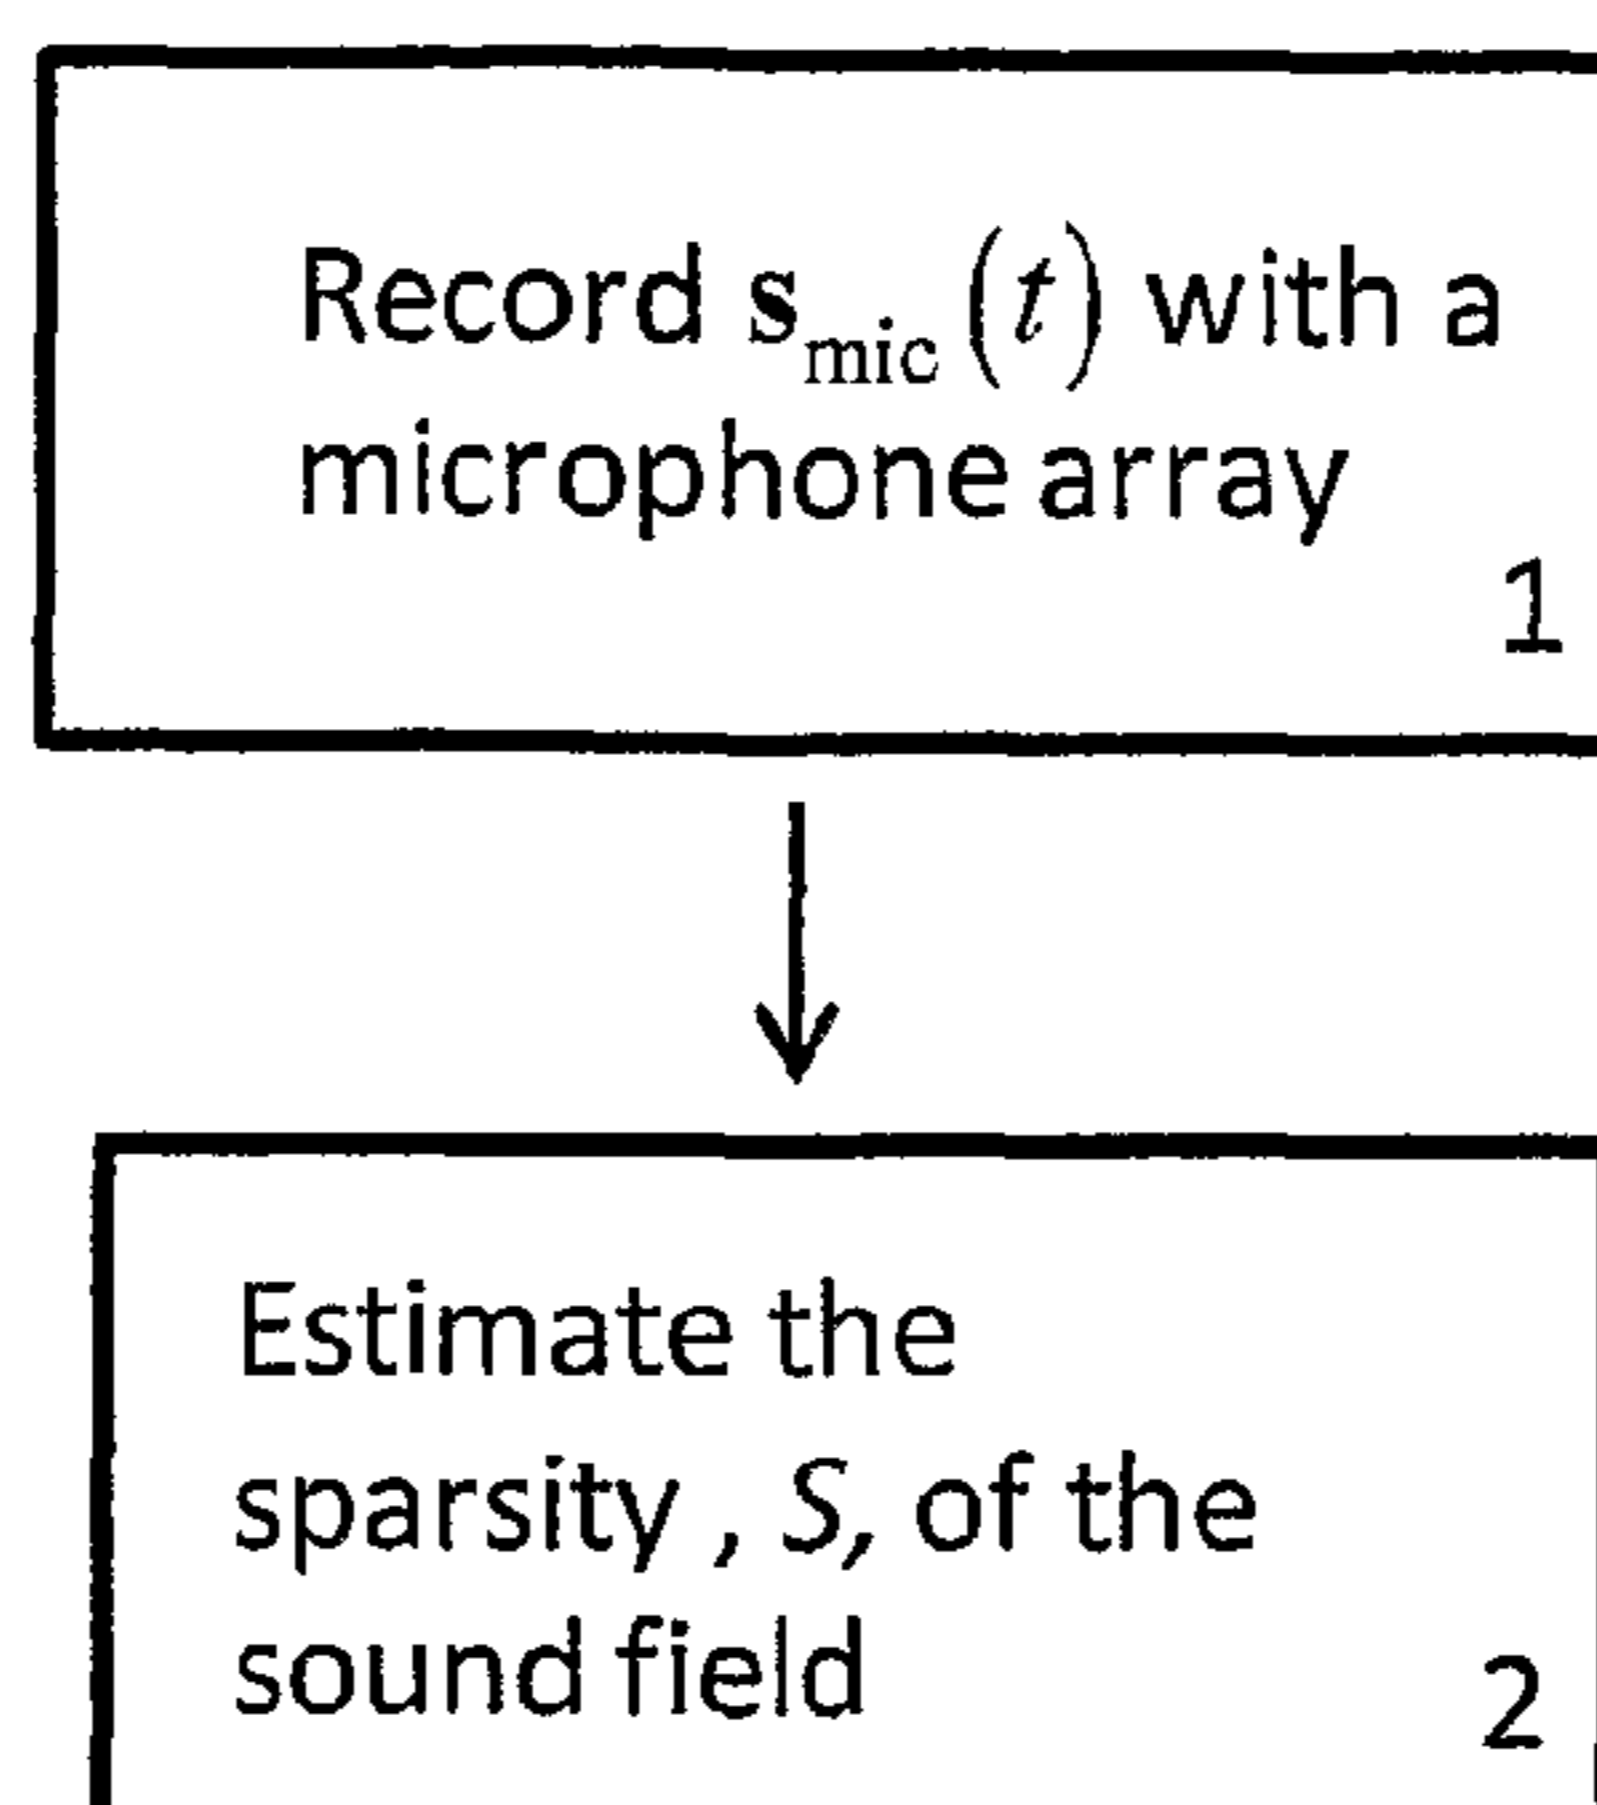 Record s_mic (t) with a
microphone array
1
Estimate the
sparsity , S, of the
sound field
2